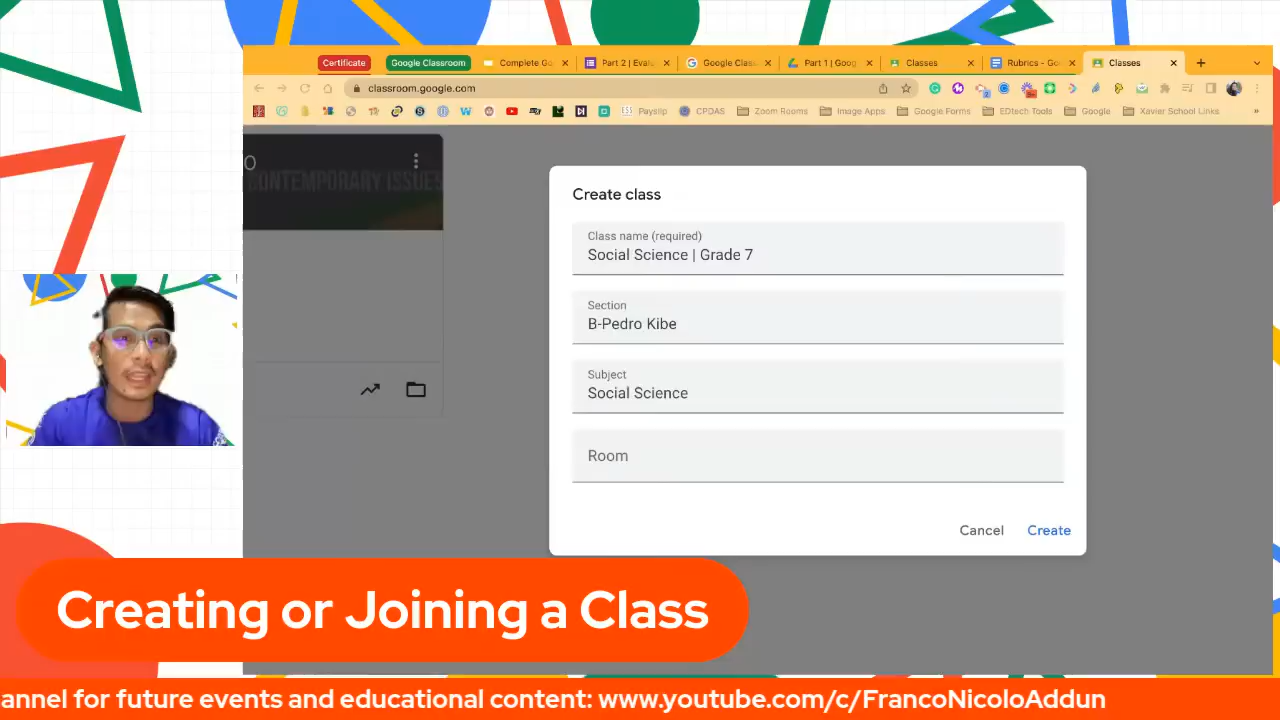 Certificate
Google Classroom
Complete Go
Part 2 | Evalu
Google Class
Part 1 | Goog
Classes
Rubrics - Go
Classes
classroom.google.com
Payslip
CPDAS
Zoom Rooms
Image Apps
Google Forms
EDtech Tools
Google
Xavier School Links
O
CONTEMPORARY ISSUES
Create class
Class name (required)
Social Science | Grade 7
Section
B-Pedro Kibe
Subject
Social Science
Room
Cancel
Create
Creating or Joining a Class
annel for future events and educational content: www.youtube.com/c/FrancoNicoloAddun